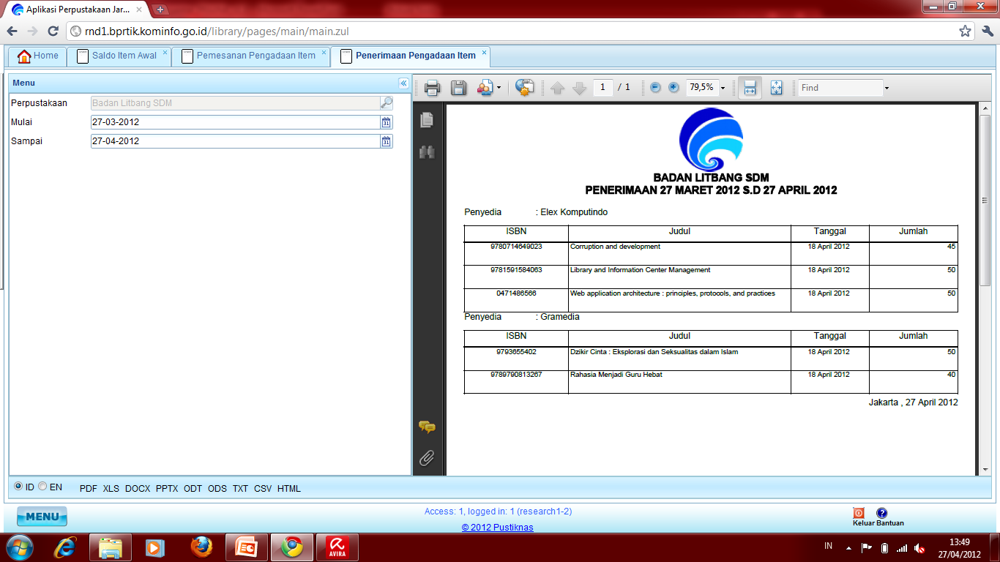 Aplikasi Perpustakaan Jar...
rnd1.bprtik.kominfo.go.id/library/pages/main/main.zul
Home
Saldo Item Awal
Pemesanan Pengadaan Item
Penerimaan Pengadaan Item
Menu
1 / 1
79,5%
Find
Perpustakaan Badan Litbang SDM
Mulai 27-03-2012
Sampai 27-04-2012
BADAN LITBANG SDM
PENERIMAAN 27 MARET 2012 S.D 27 APRIL 2012
Penyedia : Elex Komputindo
ISBN Judul Tanggal Jumlah
9780714649023 Corruption and development 18 April 2012 45
9781591584063 Library and Information Center Management 18 April 2012 50
0471486566 Web application architecture : principles, protocols, and practices 18 April 2012 50
Penyedia : Gramedia
ISBN Judul Tanggal Jumlah
9793655402 Dzikir Cinta : Eksplorasi dan Seksualitas dalam Islam 18 April 2012 50
9789790813267 Rahasia Menjadi Guru Hebat 18 April 2012 40
Jakarta , 27 April 2012
ID EN PDF XLS DOCX PPTX ODT ODS TXT CSV HTML
MENU
Access: 1, logged in: 1 (research1-2)
© 2012 Pustiknas
Keluar Bantuan
AVIRA
IN
13:49
27/04/2012